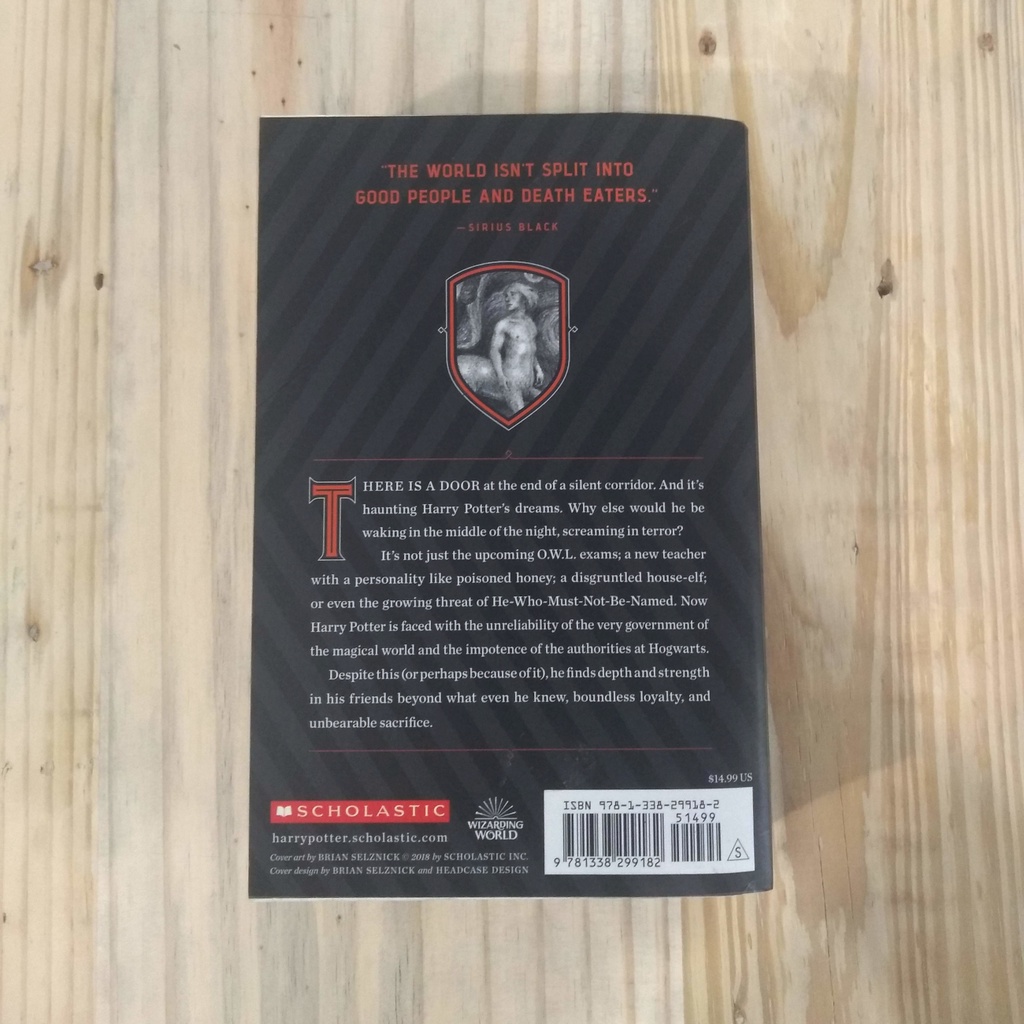 "THE WORLD ISN'T SPLIT INTO
GOOD PEOPLE AND DEATH EATERS."
—SIRIUS BLACK
THERE IS A DOOR at the end of a silent corridor. And it's
haunting Harry Potter's dreams. Why else would he be
waking in the middle of the night, screaming in terror?
It's not just the upcoming O.W.L. exams; a new teacher
with a personality like poisoned honey; a disgruntled house-elf;
or even the growing threat of He-Who-Must-Not-Be-Named. Now
Harry Potter is faced with the unreliability of the very government of
the magical world and the impotence of the authorities at Hogwarts.
Despite this (or perhaps because of it), he finds depth and strength
in his friends beyond what even he knew, boundless loyalty, and
unbearable sacrifice.
$14.99 US
SCHOLASTIC
harrypotter.scholastic.com
WIZARDING
WORLD
Cover art by BRIAN SELZNICK © 2018 by SCHOLASTIC INC.
Cover design by BRIAN SELZNICK and HEADCASE DESIGN
ISBN 978-1-338-29918-2
51499
9 781338 299182
S